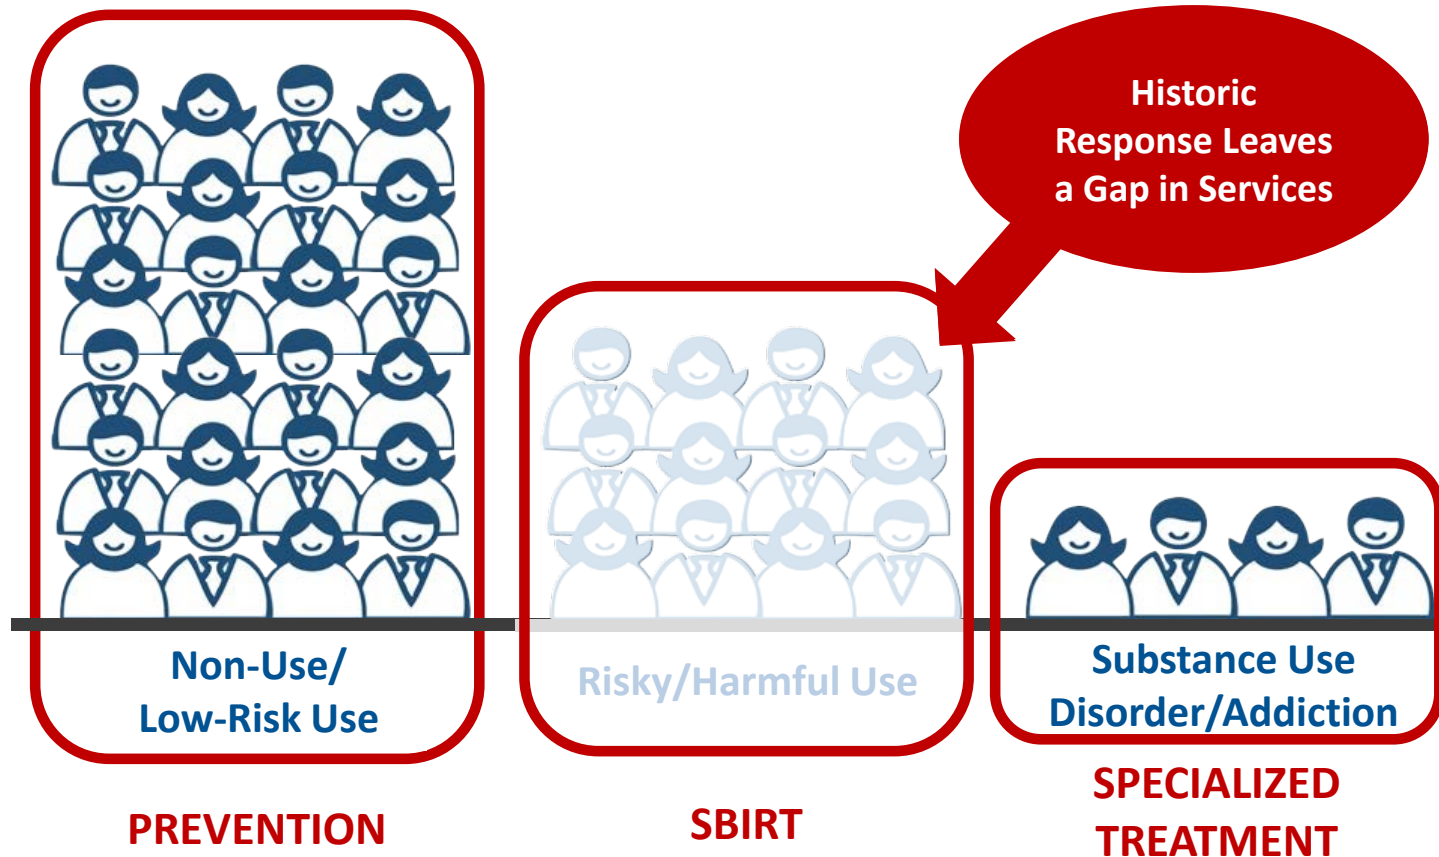 Historic
Response Leaves
a Gap in Services
Non-Use/
Low-Risk Use
Risky/Harmful Use
Substance Use
Disorder/Addiction
PREVENTION
SBIRT
SPECIALIZED
TREATMENT